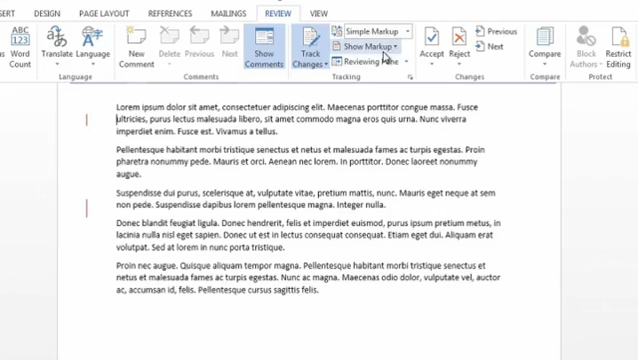 SERT DESIGN PAGE LAYOUT REFERENCES MAILINGS REVIEW VIEW
Word Count
Translate Language
New Comment
Delete Previous Next
Show Comments
Track Changes
Simple Markup
Show Markup
Reviewing
Accept Reject
Previous
Next
Compare
Block
Restrict Editing
Language Comments Tracking Changes Compare Protect
Lorem ipsum dolor sit amet, consectetuer adipiscing elit. Maecenas porttitor congue massa. Fusce
ultricies, purus lectus malesuada libero, sit amet commodo magna eros quis urna. Nunc viverra
imperdiet enim. Fusce est. Vivamus a tellus.
Pellentesque habitant morbi tristique senectus et netus et malesuada fames ac turpis egestas. Proin
pharetra nonummy pede. Mauris et orci. Aenean nec lorem. In porttitor. Donec laoreet nonummy
augue.
Suspendisse dui purus, scelerisque at, vulputate vitae, pretium mattis, nunc. Mauris eget neque at sem
non pede. Suspendisse dapibus lorem pellentesque magna. Integer nulla.
Donec blandit feugiat ligula. Donec hendrerit, felis et imperdiet euismod, purus ipsum pretium metus, in
lacinia nulla nisl eget sapien. Donec ut est in lectus consequat consequat. Etiam eget dui. Aliquam erat
volutpat. Sed at lorem in nunc porta tristique.
Proin nec augue. Quisque aliquam tempor magna. Pellentesque habitant morbi tristique senectus et
netus et malesuada fames ac turpis egestas. Nunc ac magna. Maecenas odio dolor, vulputate vel, auctor
ac, accumsan id, felis. Pellentesque cursus sagittis felis.